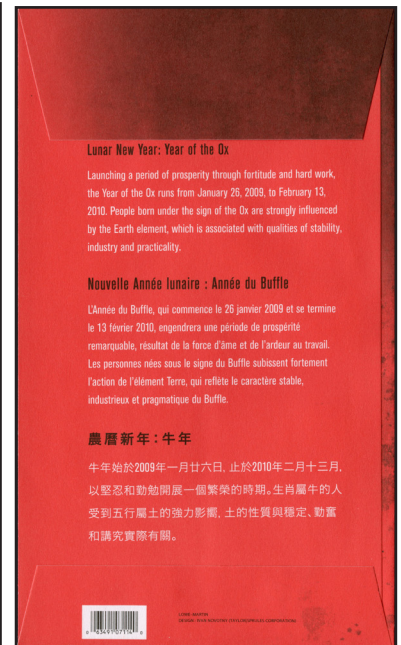 Lunar New Year: Year of the Ox
Launching a period of prosperity through fortitude and hard work,
the Year of the Ox runs from January 26, 2009, to February 13,
2010. People born under the sign of the Ox are strongly influenced
by the Earth element, which is associated with qualities of stability,
industry and practicality.
Nouvelle Année lunaire : Année du Buffle
L'Année du Buffle, qui commence le 26 janvier 2009 et se termine
le 13 février 2010, engendrera une période de prospérité
remarquable, résultat de la force d'âme et de l'ardeur au travail.
Les personnes nées sous le signe du Buffle subissent fortement
l'action de l'élément Terre, qui reflète le caractère stable,
industrieux et pragmatique du Buffle.
農曆新年：牛年
牛年始於2009年一月廿六日, 止於2010年二月十三月,
以堅忍和勤勉開展一個繁榮的時期。生肖屬牛的人
受到五行屬土的強力影嚮, 土的性質與穩定、勤奮
和講究實際有關。